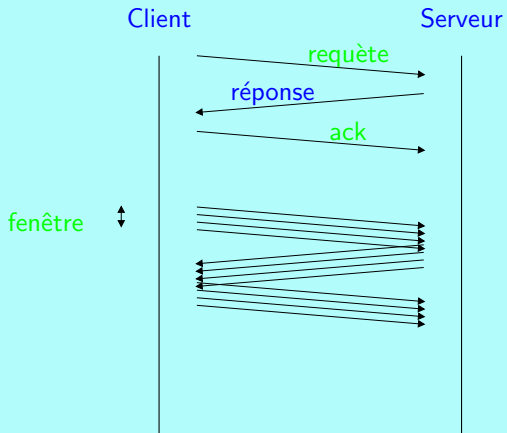 Client
Serveur
requète
réponse
ack
fenêtre